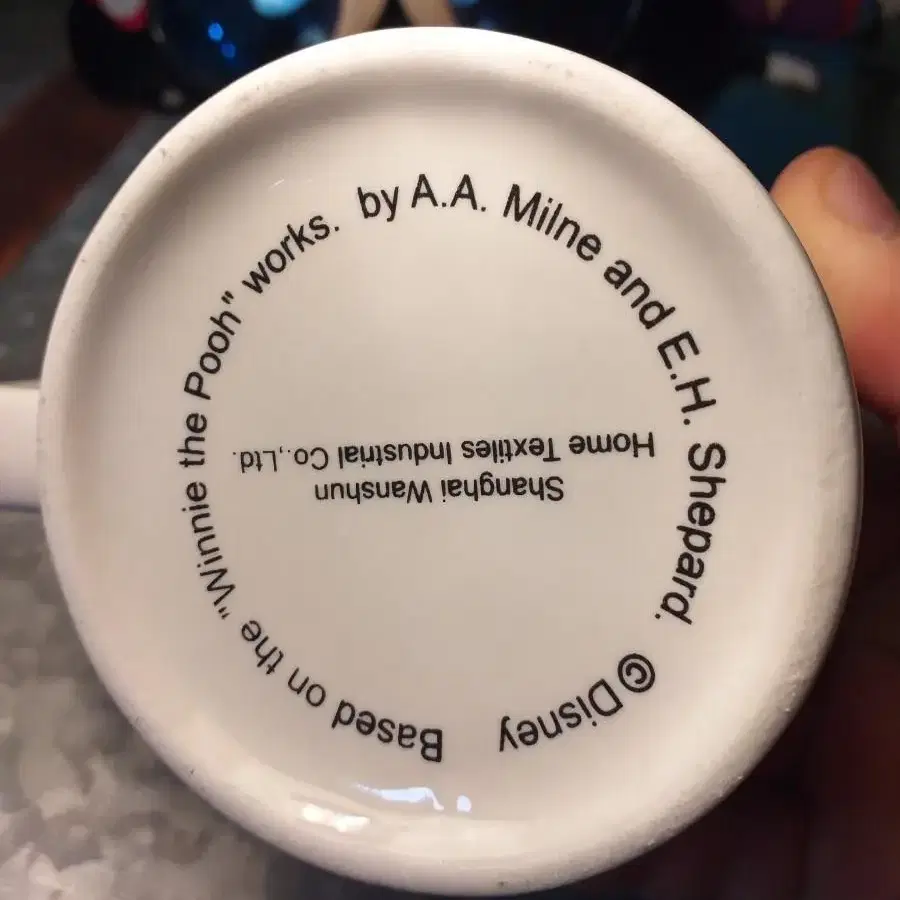 Based on the "Winnie the Pooh" works. by A.A. Milne and E.H. Shepard. ©Disney
Shanghai Wanshun
Home Textiles Industrial Co.,Ltd.